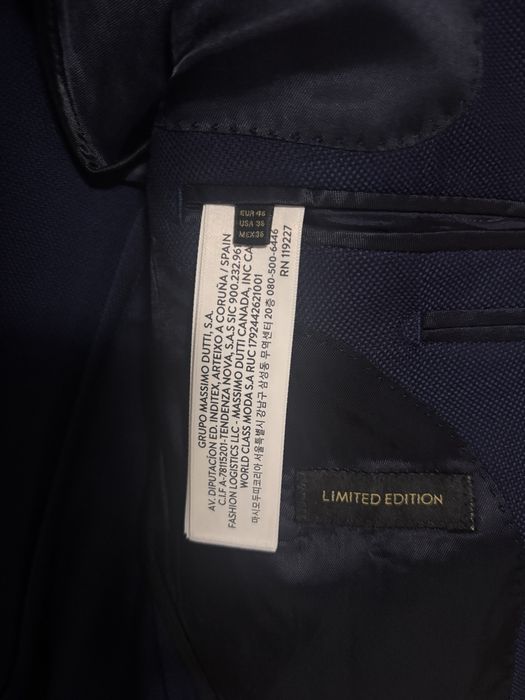 EUR 46
USA 36
MEX 36
GRUPO MASSIMO DUTTI, S.A.
AV. DIPUTACIÓN ED. INDITEX, ARTEIXO A CORUÑA / SPAIN
C.I.F A-78115201-TENDENZA NOVA, S.A.S SIC 900.232.96
FASHION LOGISTICS LLC - MASSIMO DUTTI CANADA, INC CA
WORLD CLASS MODA S.A RUC 1792442621001
마시모두띠코리아 서울특별시 강남구 삼성동 무역센터 20층 080-500-6446
RN 119227
LIMITED EDITION